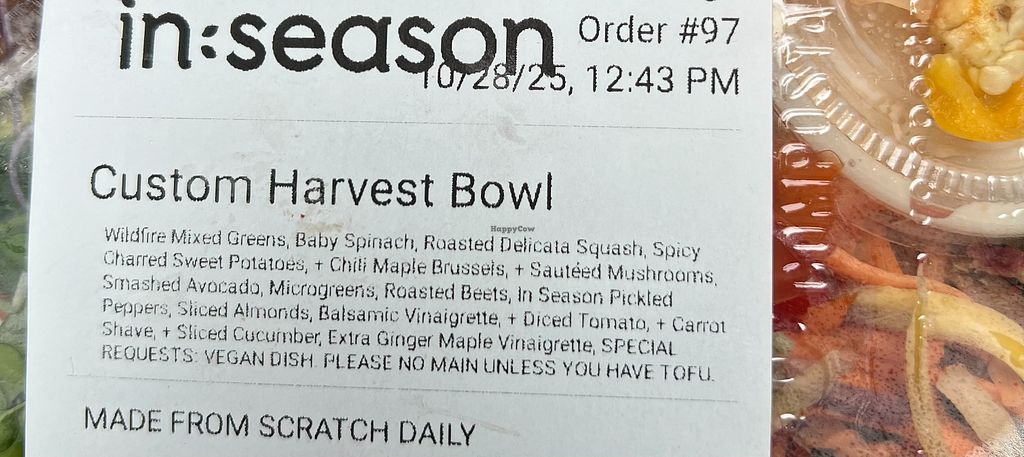 in:season
Order #97
10/28/25, 12:43 PM
Custom Harvest Bowl
HappyCow
Wildfire Mixed Greens, Baby Spinach, Roasted Delicata Squash, Spicy
Charred Sweet Potatoes, + Chili Maple Brussels, + Sautéed Mushrooms,
Smashed Avocado, Microgreens, Roasted Beets, In Season Pickled
Peppers, Sliced Almonds, Balsamic Vinaigrette, + Diced Tomato, + Carrot
Shave, + Sliced Cucumber, Extra Ginger Maple Vinaigrette, SPECIAL
REQUESTS: VEGAN DISH. PLEASE NO MAIN UNLESS YOU HAVE TOFU.
MADE FROM SCRATCH DAILY